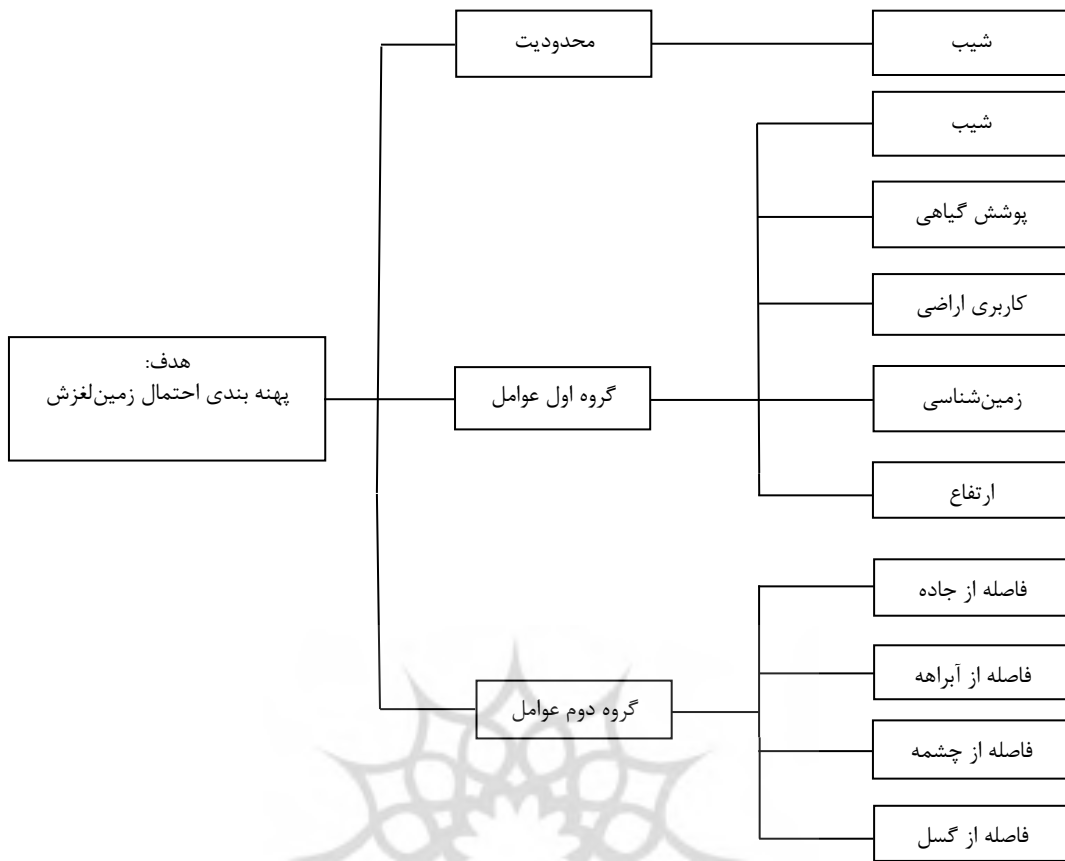 محدودیت
شیب
شیب
پوشش گیاهی
کاربری اراضی
هدف:
پهنه بندی احتمال زمین‌لغزش
گروه اول عوامل
زمین‌شناسی
ارتفاع
فاصله از جاده
فاصله از آبراهه
گروه دوم عوامل
فاصله از چشمه
فاصله از گسل